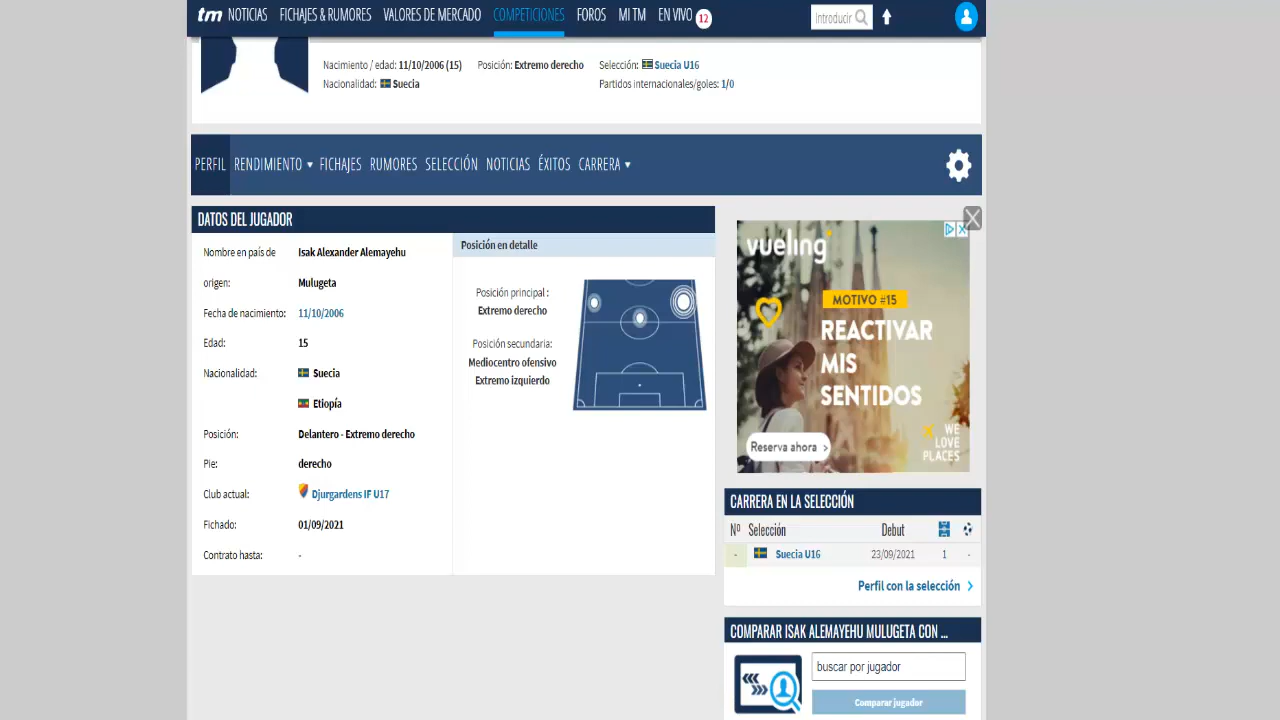 tm NOTICIAS FICHAJES & RUMORES VALORES DE MERCADO COMPETICIONES FOROS MI TM EN VIVO 12 Introducir
Nacimiento / edad: 11/10/2006 (15) Posición: Extremo derecho Selección: Suecia U16
Nacionalidad: Suecia Partidos internacionales/goles: 1/0
PERFIL RENDIMIENTO FICHAJES RUMORES SELECCIÓN NOTICIAS ÉXITOS CARRERA
DATOS DEL JUGADOR
Nombre en país de Isak Alexander Alemayehu
origen: Mulugeta
Fecha de nacimiento: 11/10/2006
Edad: 15
Nacionalidad: Suecia
Etiopía
Posición: Delantero - Extremo derecho
Pie: derecho
Club actual: Djurgardens IF U17
Fichado: 01/09/2021
Contrato hasta: -
Posición en detalle
Posición principal :
Extremo derecho
Posición secundaria:
Mediocentro ofensivo
Extremo izquierdo
vueling
MOTIVO #15
REACTIVAR
MIS
SENTIDOS
Reserva ahora >
WE
LOVE
PLACES
CARRERA EN LA SELECCIÓN
Nº Selección Debut
- Suecia U16 23/09/2021 1 -
Perfil con la selección
COMPARAR ISAK ALEMAYEHU MULUGETA CON ...
buscar por jugador
Comparar jugador